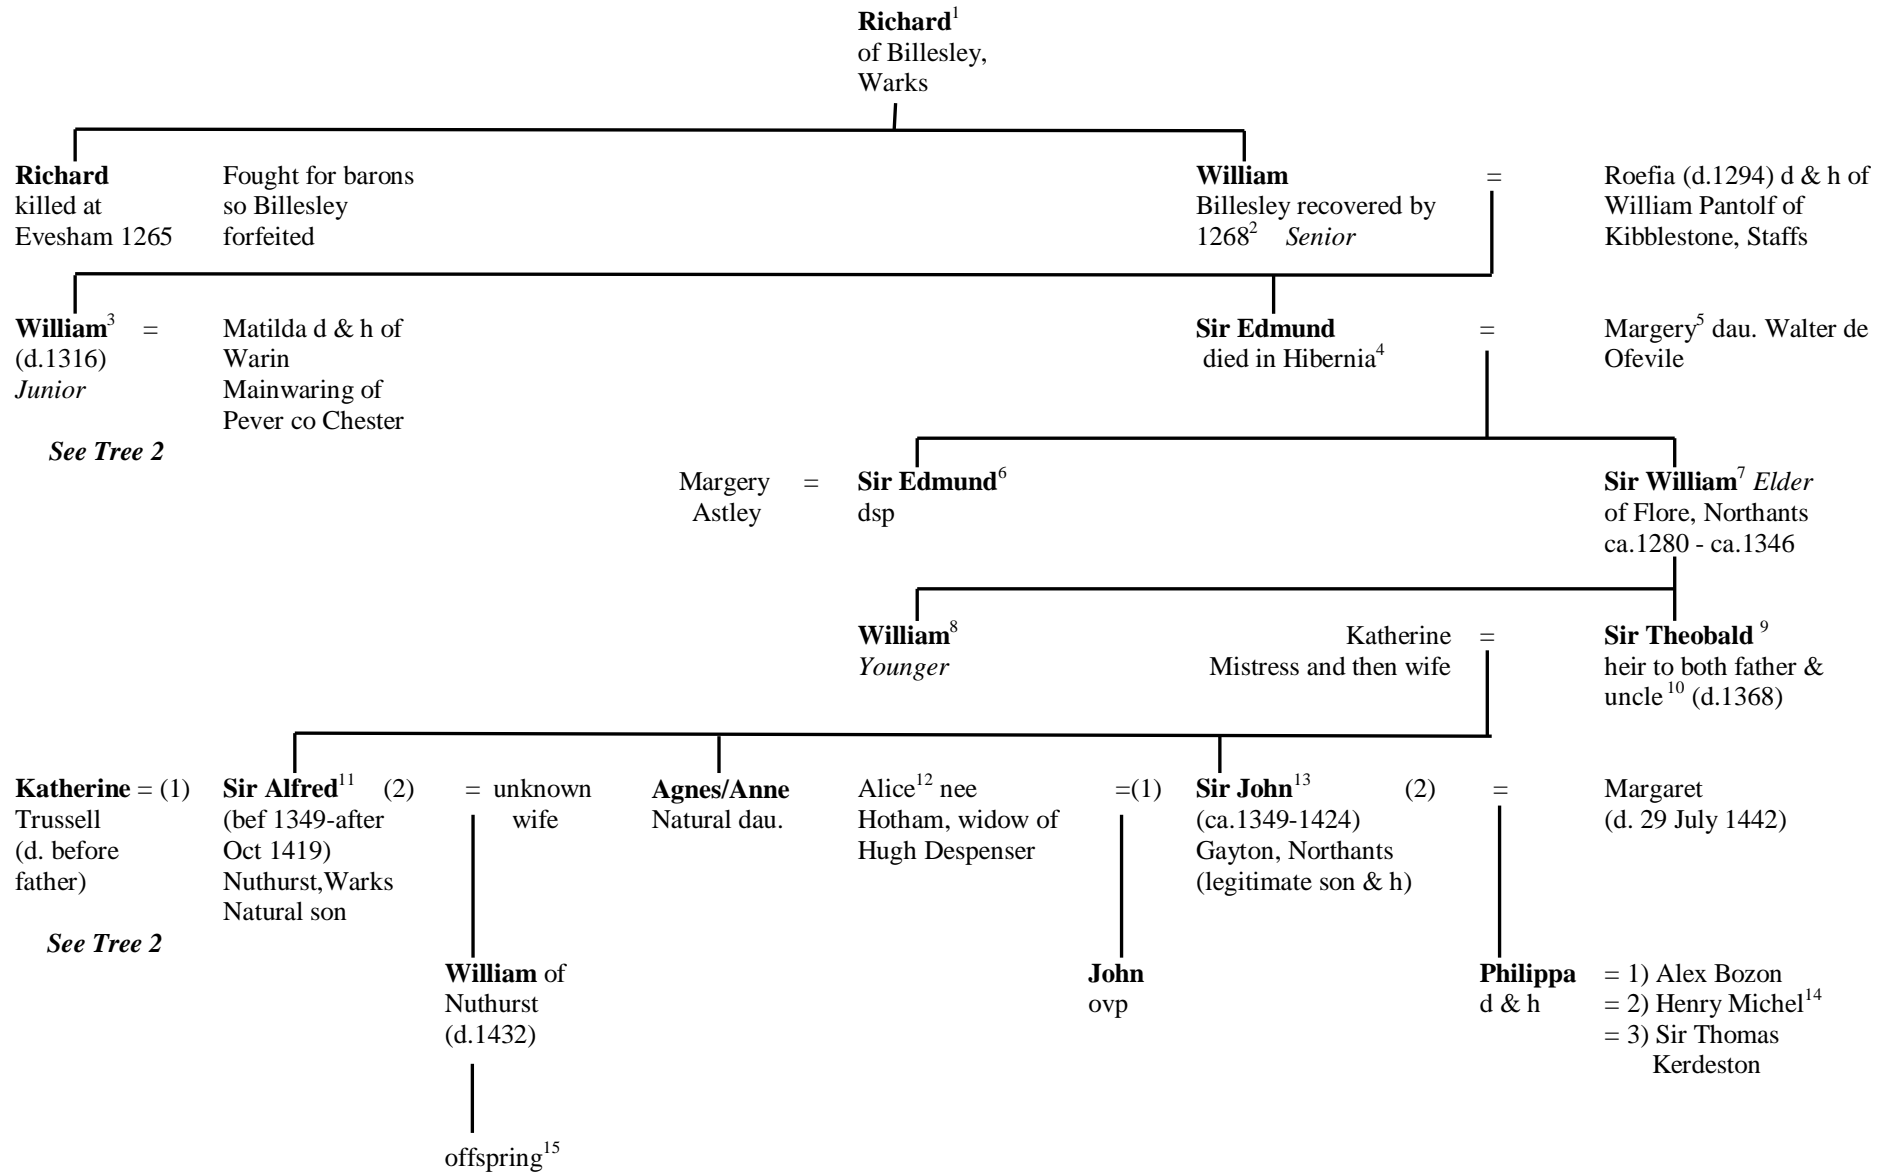 Richard¹
of Billesley,
Warks
Richard
killed at
Evesham 1265
Fought for barons
so Billesley
forfeited
William
Billesley recovered by
1268² Senior
=
Roefia (d.1294) d & h of
William Pantolf of
Kibblestone, Staffs
William³ =
(d.1316)
Junior
See Tree 2
Matilda d & h of
Warin
Mainwaring of
Pever co Chester
Sir Edmund
died in Hibernia⁴
=
Margery⁵ dau. Walter de
Ofevile
Margery =
Astley
Sir Edmund⁶
dsp
Sir William⁷ Elder
of Flore, Northants
ca.1280 - ca.1346
William⁸
Younger
Katherine =
Mistress and then wife
Sir Theobald ⁹
heir to both father &
uncle ¹⁰ (d.1368)
Katherine = (1)
Trussell
(d. before
father)
See Tree 2
Sir Alfred¹¹ (2)
(bef 1349-after
Oct 1419)
Nuthurst,Warks
Natural son
= unknown
wife
Agnes/Anne
Natural dau.
Alice¹² nee
Hotham, widow of
Hugh Despenser
=(1)
Sir John¹³ (2)
(ca.1349-1424)
Gayton, Northants
(legitimate son & h)
=
Margaret
(d. 29 July 1442)
William of
Nuthurst
(d.1432)
John
ovp
Philippa
d & h
= 1) Alex Bozon
= 2) Henry Michel¹⁴
= 3) Sir Thomas
Kerdeston
offspring¹⁵